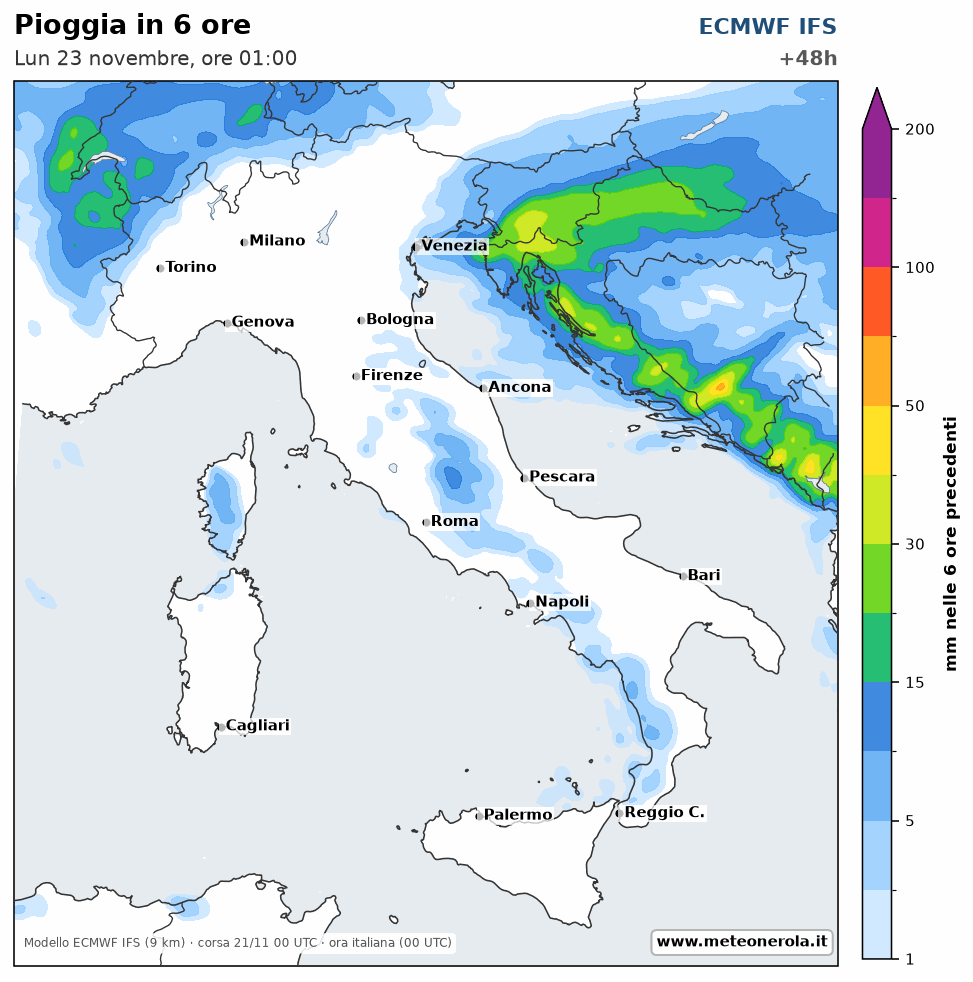 Pioggia in 6 ore
ECMWF IFS
Lun 23 novembre, ore 01:00
+48h
Milano
Venezia
Torino
Genova
Bologna
Firenze
Ancona
Pescara
Roma
Bari
Napoli
Cagliari
Palermo
Reggio C.
Modello ECMWF IFS (9 km) · corsa 21/11 00 UTC · ora italiana (00 UTC)
www.meteonerola.it
200
100
50
30
15
5
1
mm nelle 6 ore precedenti